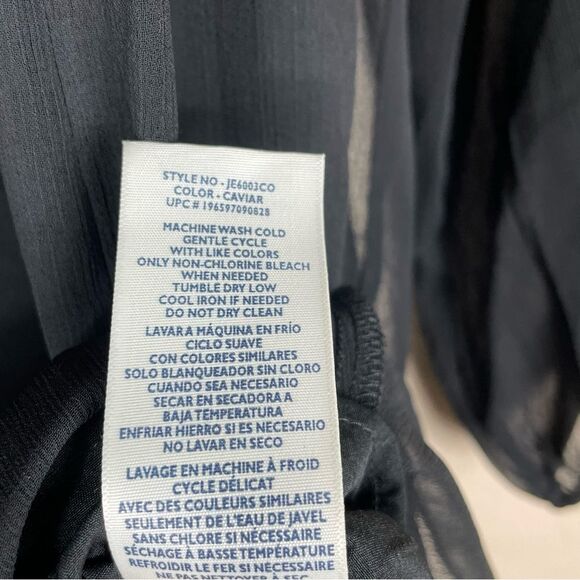 STYLE NO - JE6003CO
COLOR - CAVIAR
UPC # 196597090828
MACHINE WASH COLD
GENTLE CYCLE
WITH LIKE COLORS
ONLY NON-CHLORINE BLEACH
WHEN NEEDED
TUMBLE DRY LOW
COOL IRON IF NEEDED
DO NOT DRY CLEAN
LAVAR A MÁQUINA EN FRÍO
CICLO SUAVE
CON COLORES SIMILARES
SOLO BLANQUEADOR SIN CLORO
CUANDO SEA NECESARIO
SECAR EN SECADORA A
BAJA TEMPERATURA
ENFRIAR HIERRO SI ES NECESARIO
NO LAVAR EN SECO
LAVAGE EN MACHINE À FROID
CYCLE DÉLICAT
AVEC DES COULEURS SIMILAIRES
SEULEMENT DE L'EAU DE JAVEL
SANS CHLORE SI NÉCESSAIRE
SÉCHAGE À BASSE TEMPÉRATURE
REFROIDIR LE FER SI NÉCESSAIRE
NE PAS NETTOYER À SEC